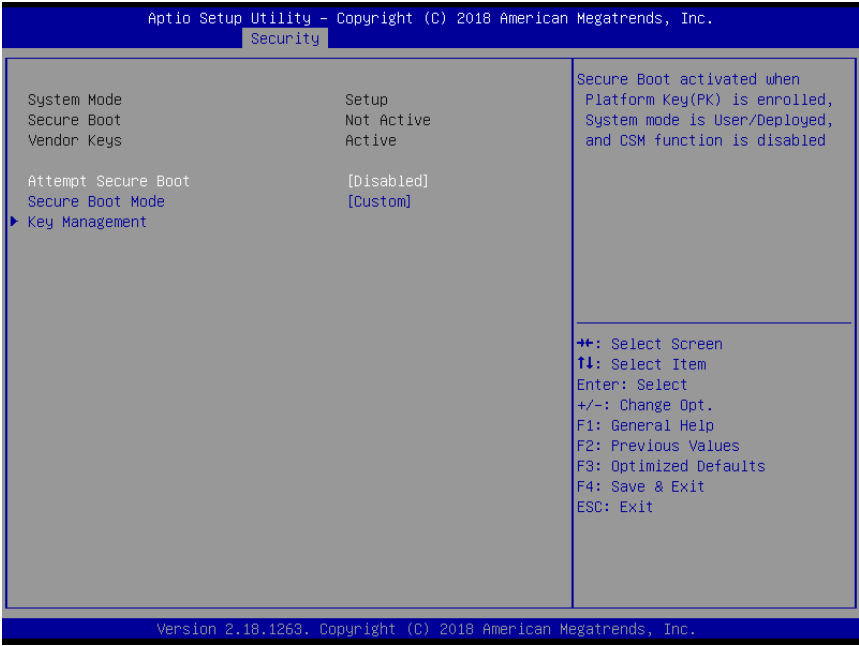 Aptio Setup Utility – Copyright (C) 2018 American Megatrends, Inc.
Security
System Mode Setup
Secure Boot Not Active
Vendor Keys Active
Attempt Secure Boot [Disabled]
Secure Boot Mode [Custom]
Key Management
Secure Boot activated when
Platform Key(PK) is enrolled,
System mode is User/Deployed,
and CSM function is disabled
→←: Select Screen
↑↓: Select Item
Enter: Select
+/-: Change Opt.
F1: General Help
F2: Previous Values
F3: Optimized Defaults
F4: Save & Exit
ESC: Exit
Version 2.18.1263. Copyright (C) 2018 American Megatrends, Inc.